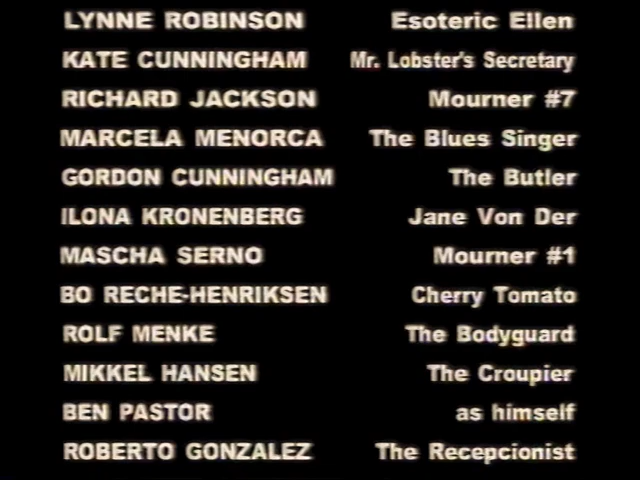 LYNNE ROBINSON Esoteric Ellen
KATE CUNNINGHAM Mr. Lobster's Secretary
RICHARD JACKSON Mourner #7
MARCELA MENORCA The Blues Singer
GORDON CUNNINGHAM The Butler
ILONA KRONENBERG Jane Von Der
MASCHA SERNO Mourner #1
BO RECHE-HENRIKSEN Cherry Tomato
ROLF MENKE The Bodyguard
MIKKEL HANSEN The Croupier
BEN PASTOR as himself
ROBERTO GONZALEZ The Recepcionist